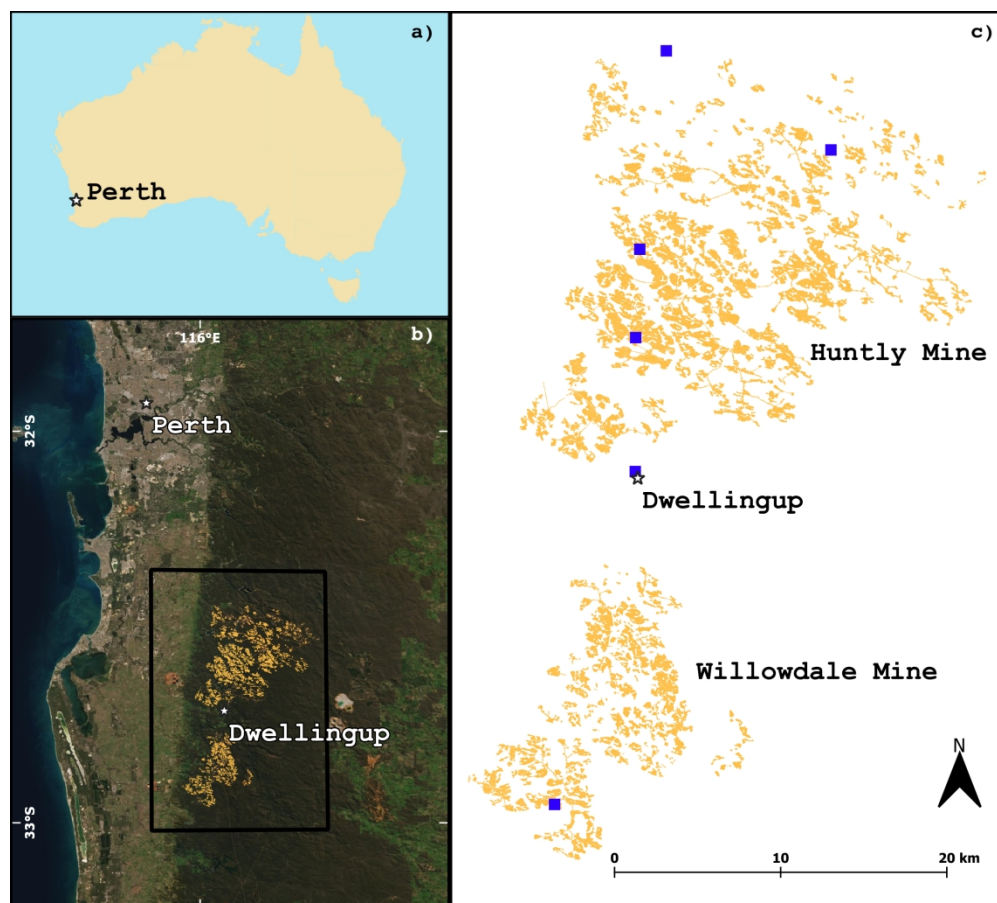 a)
Perth
b)
116°E
32°S
Perth
Dwellingup
33°S
c)
Huntly Mine
Dwellingup
Willowdale Mine
N
0 10 20 km